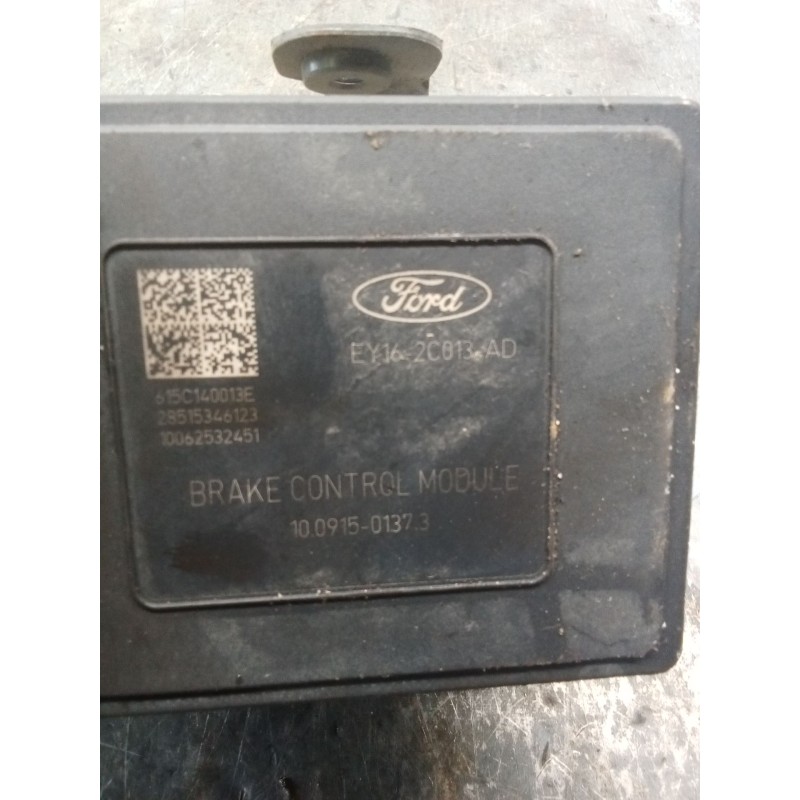 Ford
EY16-2C013-AD
615C140013E
28515346123
10062532451
BRAKE CONTROL MODULE
10.0915-0137.3